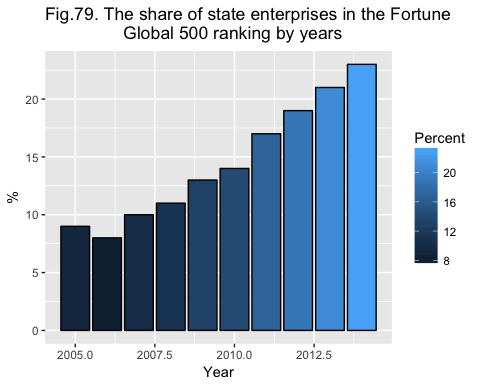 Fig.79. The share of state enterprises in the Fortune
Global 500 ranking by years
%
20
15
10
5
0
2005.0 2007.5 2010.0 2012.5
Year
Percent
20
16
12
8